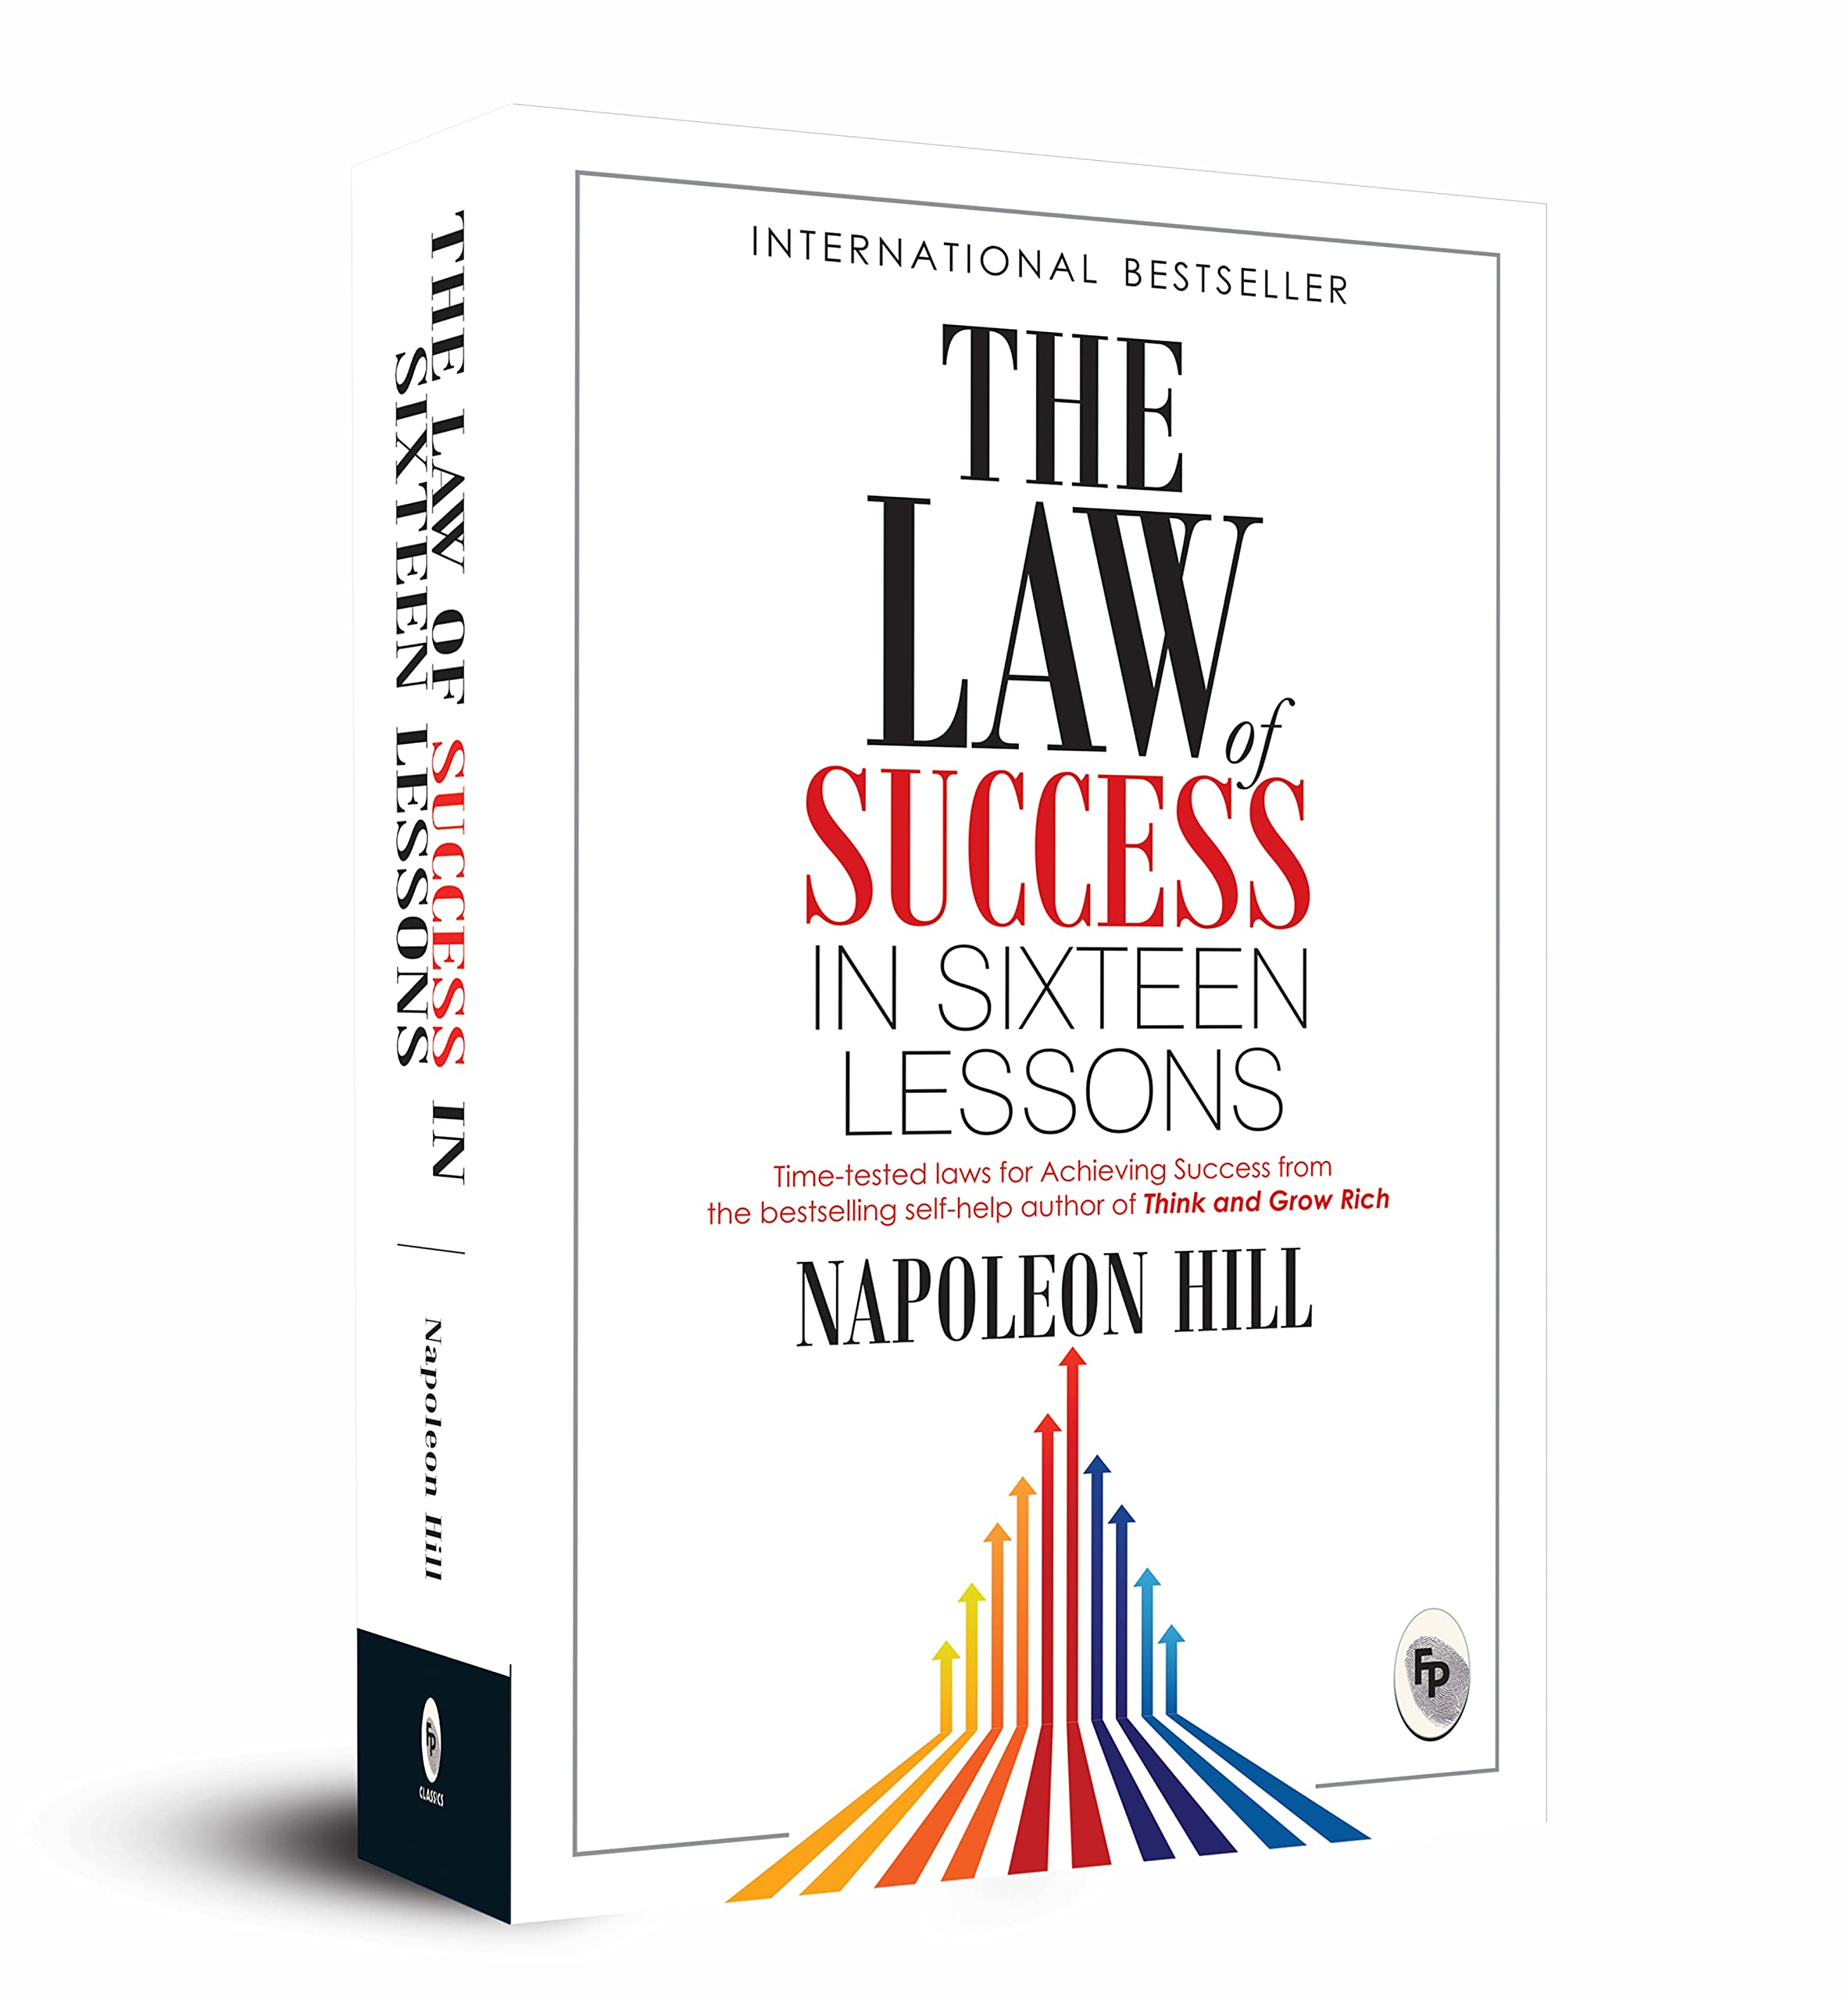 INTERNATIONAL BESTSELLER
THE
LAW of
SUCCESS
IN SIXTEEN
LESSONS
Time-tested laws for Achieving Success from
the bestselling self-help author of Think and Grow Rich
NAPOLEON HILL
FP
THE LAW OF SUCCESS IN
SIXTEEN LESSONS
Napoleon Hill
FP
CLASSICS